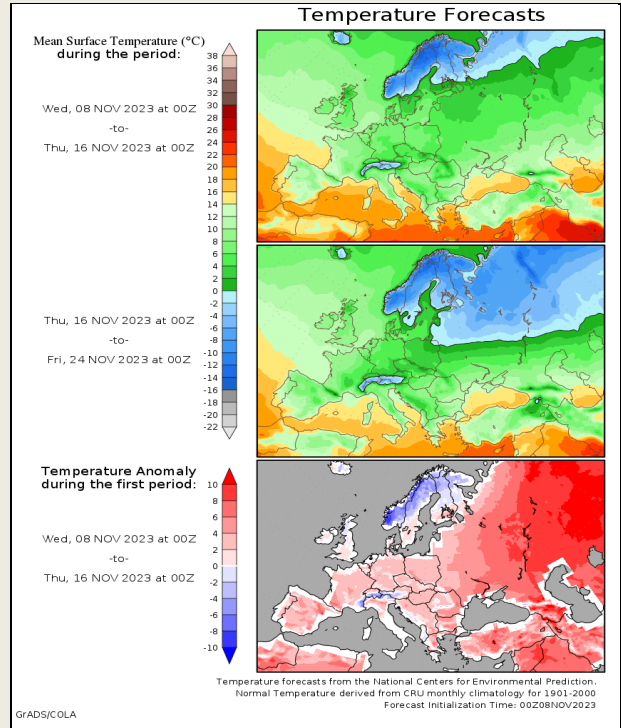 Temperature Forecasts
Mean Surface Temperature (°C)
during the period:
Wed, 08 NOV 2023 at 00Z
-to-
Thu, 16 NOV 2023 at 00Z
38
36
34
32
30
28
26
24
22
20
18
16
14
12
10
8
6
4
2
0
-2
-4
-6
-8
-10
-12
-14
-16
-18
-20
-22
Thu, 16 NOV 2023 at 00Z
-to-
Fri, 24 NOV 2023 at 00Z
Temperature Anomaly
during the first period:
Wed, 08 NOV 2023 at 00Z
-to-
Thu, 16 NOV 2023 at 00Z
10
8
6
4
2
0
-2
-4
-6
-8
-10
Temperature forecasts from the National Centers for Environmental Prediction.
Normal Temperature derived from CRU monthly climatology for 1901-2000
Forecast Initialization Time: 00Z08NOV2023
GrADS/COLA